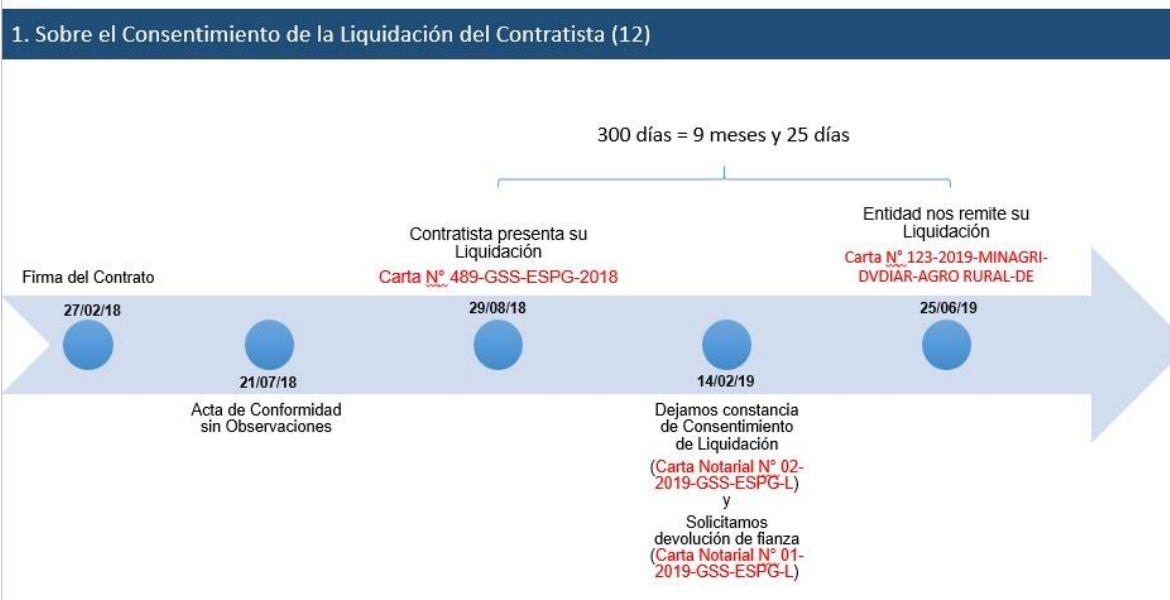 1. Sobre el Consentimiento de la Liquidación del Contratista (12)
300 días = 9 meses y 25 días
Firma del Contrato
27/02/18
21/07/18
Acta de Conformidad
sin Observaciones
Contratista presenta su
Liquidación
Carta N° 489-GSS-ESPG-2018
29/08/18
14/02/19
Dejamos constancia
de Consentimiento
de Liquidación
(Carta Notarial N° 02-
2019-GSS-ESPG-L)
y
Solicitamos
devolución de fianza
(Carta Notarial N° 01-
2019-GSS-ESPG-L)
Entidad nos remite su
Liquidación
Carta N° 123-2019-MINAGRI-
DVDIAR-AGRO RURAL-DE
25/06/19